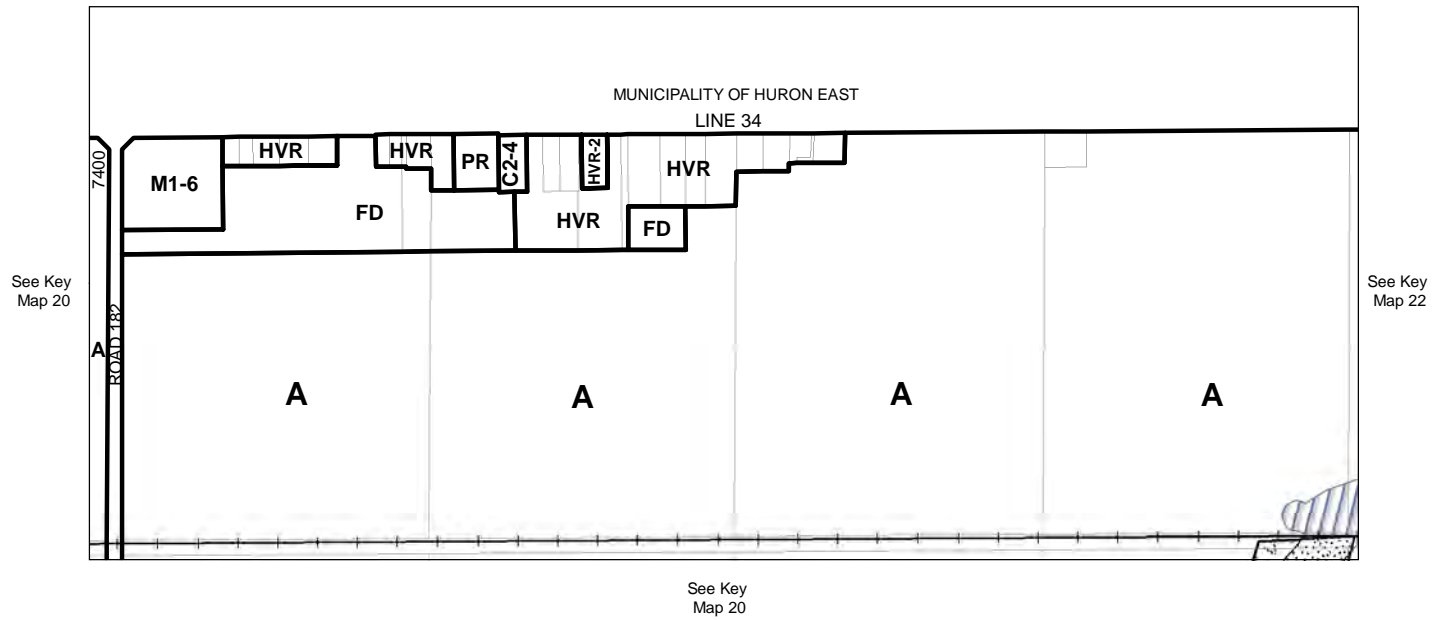 MUNICIPALITY OF HURON EAST
LINE 34
7400
M1-6
HVR
HVR
PR
C2-4
HVR-2
HVR
FD
HVR
FD
See Key
Map 20
See Key
Map 22
A
ROAD 182
A
A
A
A
See Key
Map 20